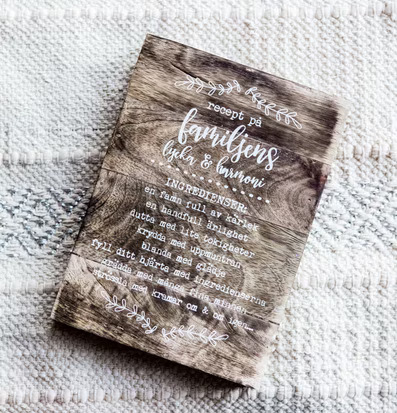 recept på
familjens
lycka & harmoni
INGREDIENSER:
en famn full av kärlek
en handfull ärlighet
dutta med lite tokigheter
krydda med uppmuntran
blanda med glädje
fyll ditt hjärta med ingredienserna
med många fina minnen
med kramar om & om igen...